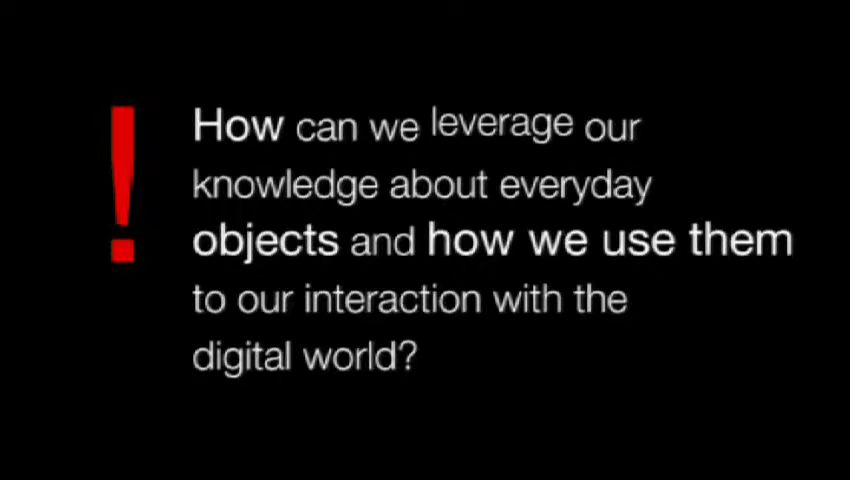 !
How can we leverage our
knowledge about everyday
objects and how we use them
to our interaction with the
digital world?